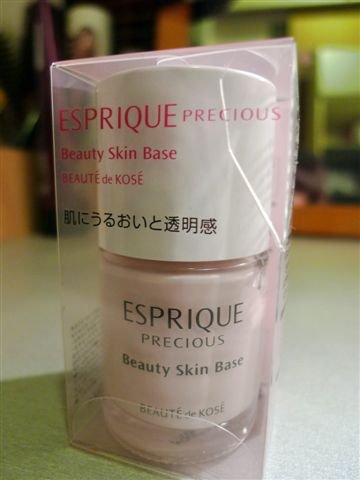 ESPRIQUE PRECIOUS
Beauty Skin Base
BEAUTÉ de KOSÉ
肌にうるおいと透明感
ESPRIQUE
PRECIOUS
Beauty Skin Base
BEAUTÉ de KOSÉ